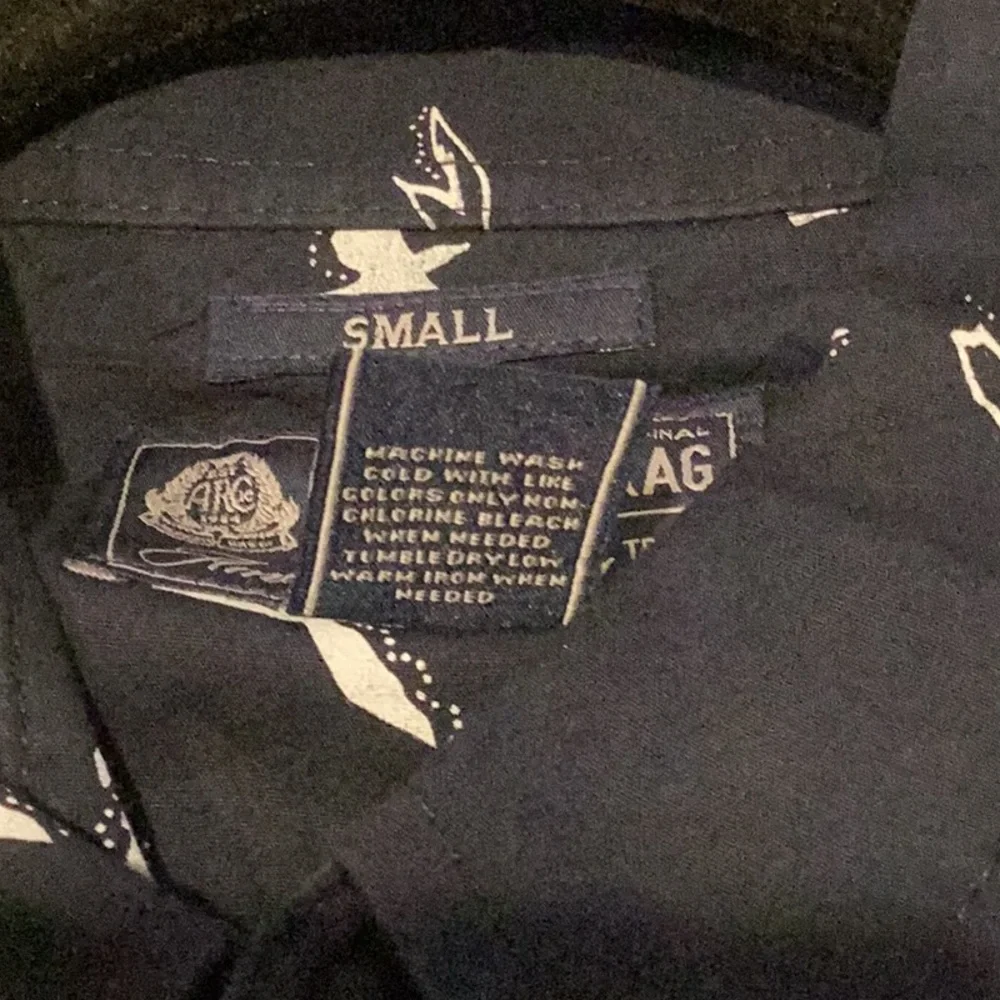 SMALL
MACHINE WASH
COLD WITH LIKE
COLORS ONLY NON-
CHLORINE BLEACH
WHEN NEEDED
TUMBLE DRY LOW
WARM IRON WHEN
NEEDED
INAL
AG